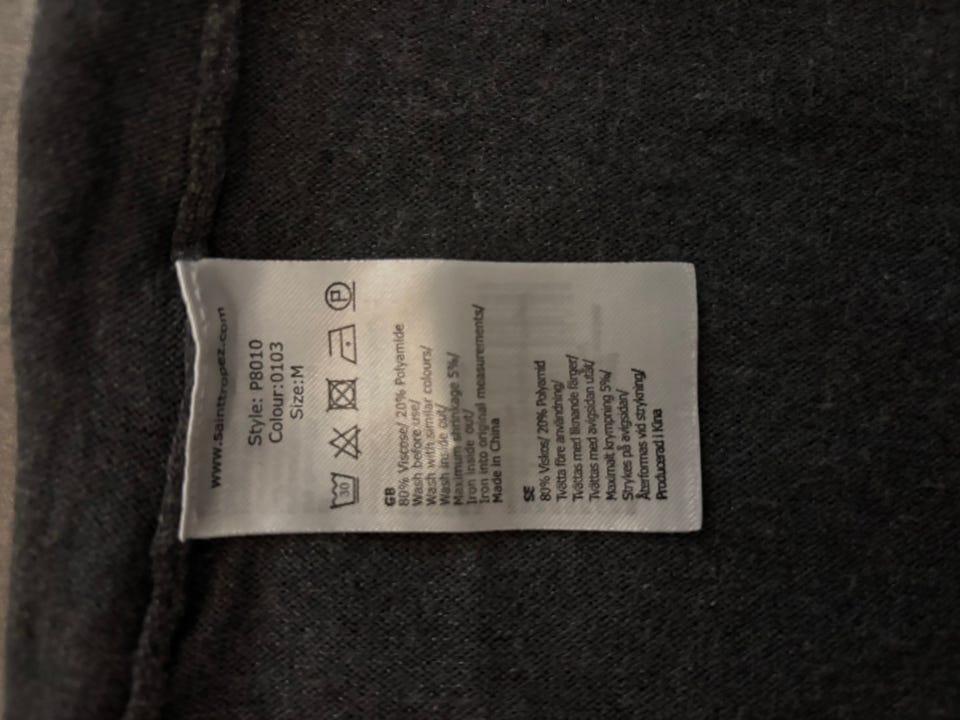 www.sainttropez.com
Style: P8010
Colour:0103
Size:M
30 P
GB
80% Viscose/ 20% Polyamide
Wash before use/
Wash with similar colours/
Wash inside out/
Maximum shrinkage 5%/
Iron inside out/
Iron into original measurements/
Made in China
SE
80% Viskos/ 20% Polyamid
Tvätta före användning/
Tvättas med liknande färger/
Tvättas med avigsidan utåt/
Maximalt krympning 5%/
Strykes på avigsidan/
Återformas vid strykning/
Producerad i Kina